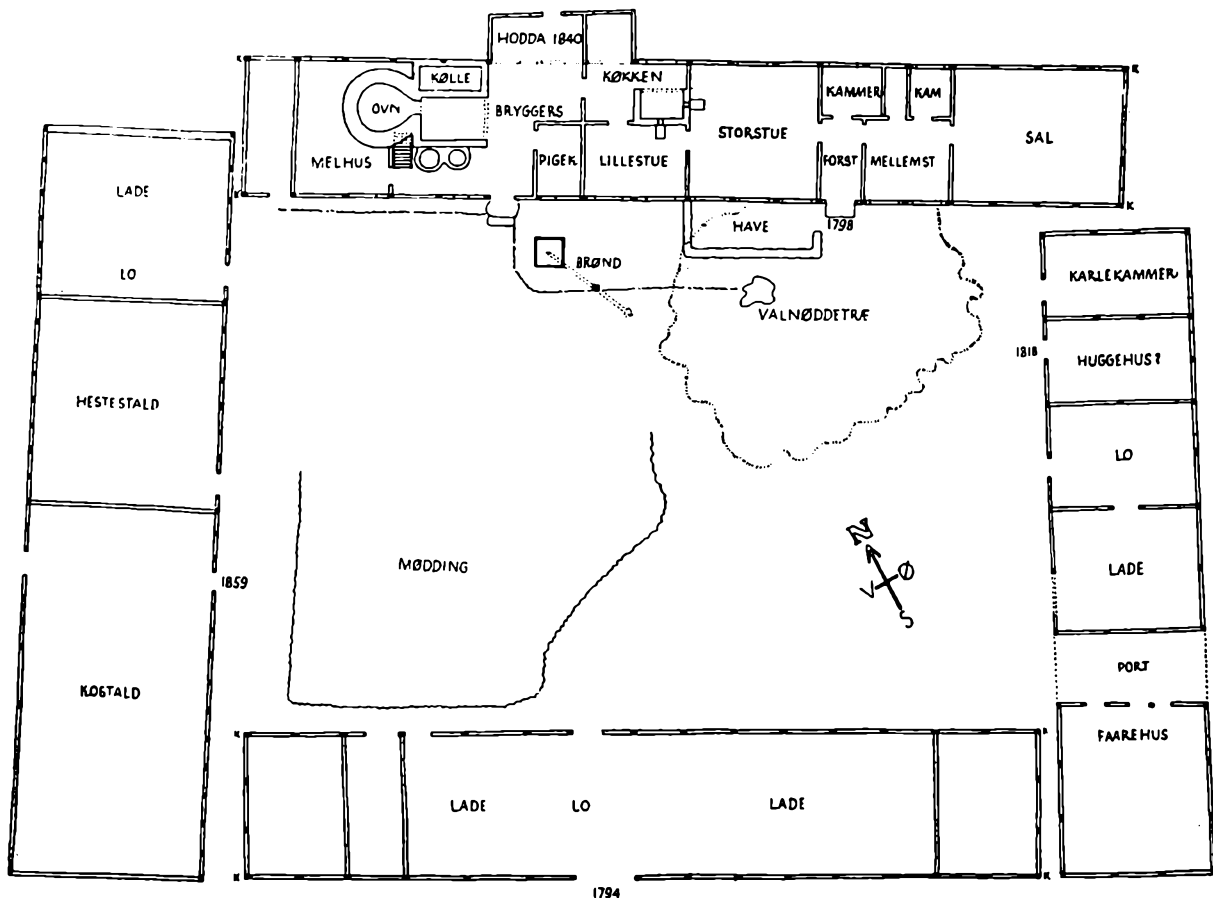 HODDA 1840
KØLLE
KØKKEN
OVN
BRYGGERS
KAMMER
KAM
STORSTUE
SAL
MELHUS
PIGEK
LILLESTUE
FORST
MELLEMST
LADE
HAVE
1798
LO
BRØND
VALNØDDETRÆ
KARLEKAMMER
1818
HUGGEHUS?
HESTESTALD
LO
N
V Ø
S
MØDDING
LADE
1859
KOSTALD
PORT
FAAREHUS
LADE
LO
LADE
1794
K
K
K
K
K
K
K
K